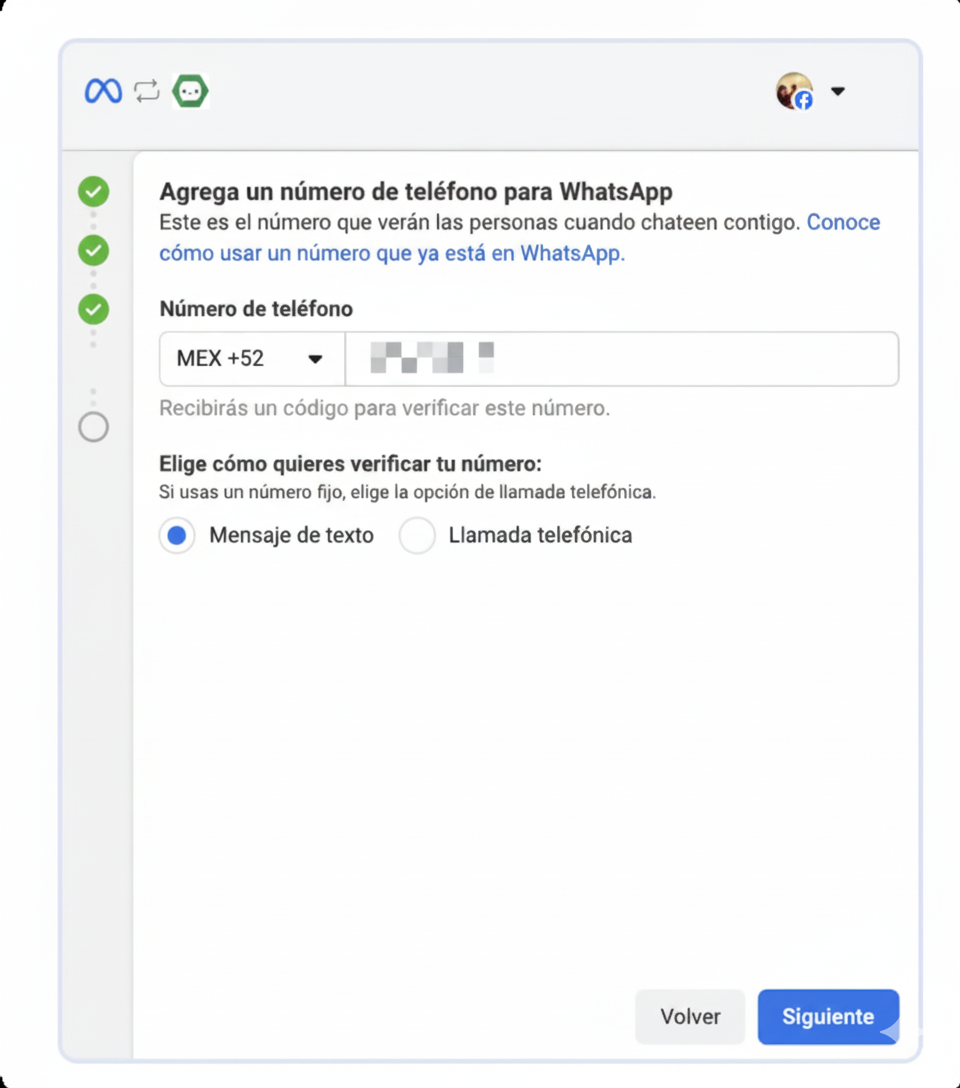 Agrega un número de teléfono para WhatsApp
Este es el número que verán las personas cuando chateen contigo. Conoce
cómo usar un número que ya está en WhatsApp.
Número de teléfono
MEX +52
Recibirás un código para verificar este número.
Elige cómo quieres verificar tu número:
Si usas un número fijo, elige la opción de llamada telefónica.
Mensaje de texto Llamada telefónica
Volver Siguiente